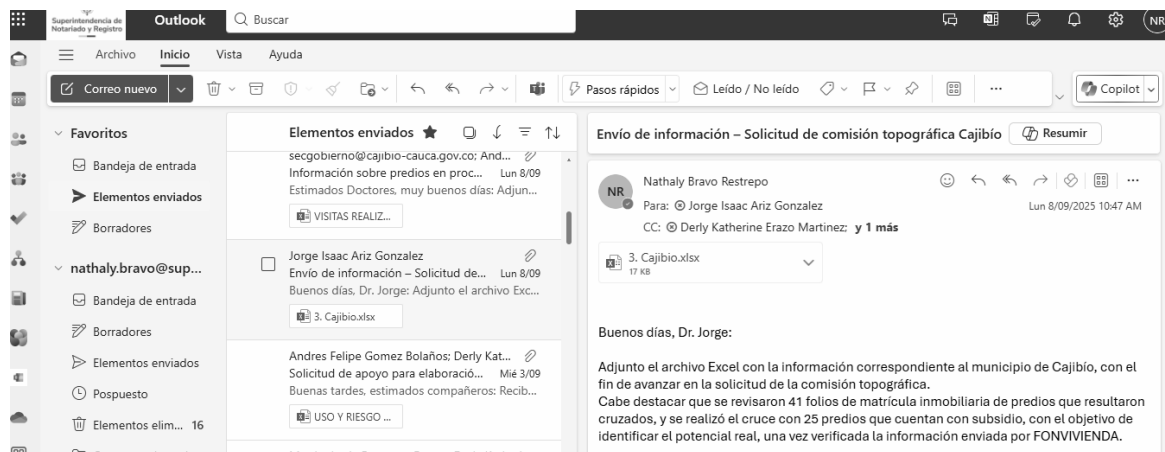 Superintendencia de
Notariado y Registro
Outlook
Buscar
NR
Archivo Inicio Vista Ayuda
Correo nuevo
Pasos rápidos
Leído / No leído
Copilot
Favoritos
Bandeja de entrada
Elementos enviados
Borradores
nathaly.bravo@sup...
Bandeja de entrada
Borradores
Elementos enviados
Pospuesto
Elementos elim... 16
Elementos enviados
secgobierno@cajibio-cauca.gov.co; And...
Información sobre predios en proc... Lun 8/09
Estimados Doctores, muy buenos días: Adjun...
VISITAS REALIZ...
Jorge Isaac Ariz Gonzalez
Envío de información – Solicitud de... Lun 8/09
Buenos días, Dr. Jorge: Adjunto el archivo Exc...
3. Cajibio.xlsx
Andres Felipe Gomez Bolaños; Derly Kat...
Solicitud de apoyo para elaboració... Mié 3/09
Buenas tardes, estimados compañeros: Recib...
USO Y RIESGO ...
Envío de información – Solicitud de comisión topográfica Cajibío
Resumir
NR
Nathaly Bravo Restrepo
Para: Jorge Isaac Ariz Gonzalez
Lun 8/09/2025 10:47 AM
CC: Derly Katherine Erazo Martinez; y 1 más
3. Cajibio.xlsx
17 KB
Buenos días, Dr. Jorge:
Adjunto el archivo Excel con la información correspondiente al municipio de Cajibío, con el
fin de avanzar en la solicitud de la comisión topográfica.
Cabe destacar que se revisaron 41 folios de matrícula inmobiliaria de predios que resultaron
cruzados, y se realizó el cruce con 25 predios que cuentan con subsidio, con el objetivo de
identificar el potencial real, una vez verificada la información enviada por FONVIVIENDA.